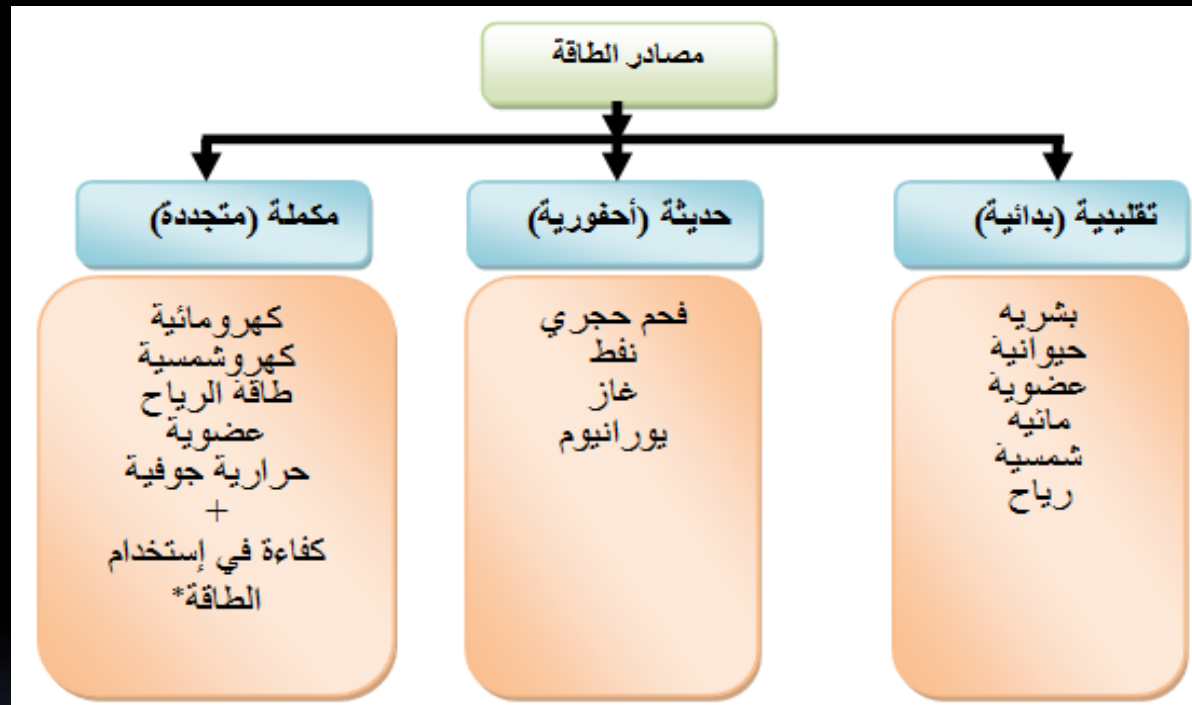 مصادر الطاقة
تقليدية (بدائية)
بشريه
حيوانية
عضوية
مائيه
شمسية
رياح
حديثة (أحفورية)
فحم حجري
نفط
غاز
يورانيوم
مكملة (متجددة)
كهرومائية
كهروشمسية
طاقة الرياح
عضوية
حرارية جوفية
+
كفاءة في إستخدام
الطاقة*